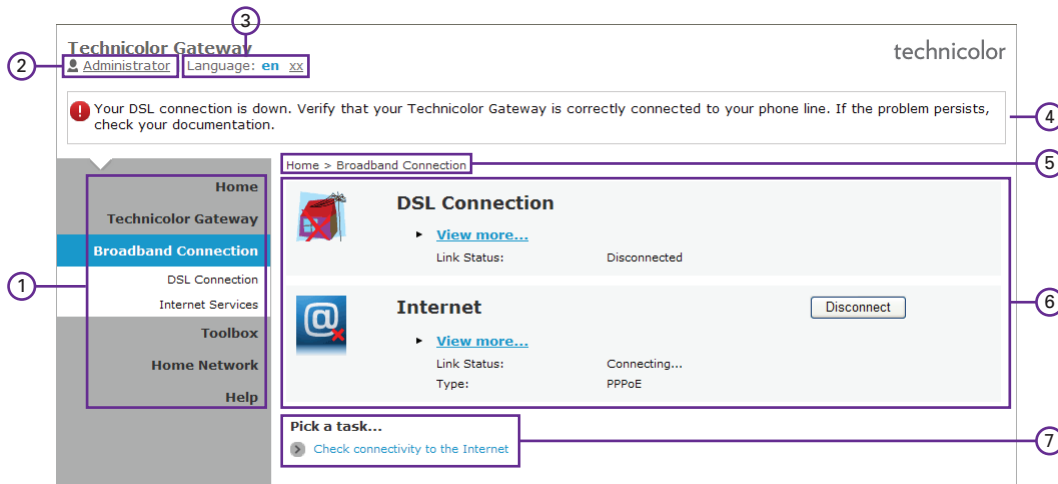 3
Technicolor Gateway
technicolor
2
Administrator
Language: en xx
Your DSL connection is down. Verify that your Technicolor Gateway is correctly connected to your phone line. If the problem persists,
check your documentation.
4
Home > Broadband Connection
5
Home
Technicolor Gateway
Broadband Connection
DSL Connection
Internet Services
Toolbox
Home Network
Help
1
DSL Connection
View more...
Link Status: Disconnected
Internet
Disconnect
View more...
Link Status: Connecting...
Type: PPPoE
6
Pick a task...
Check connectivity to the Internet
7